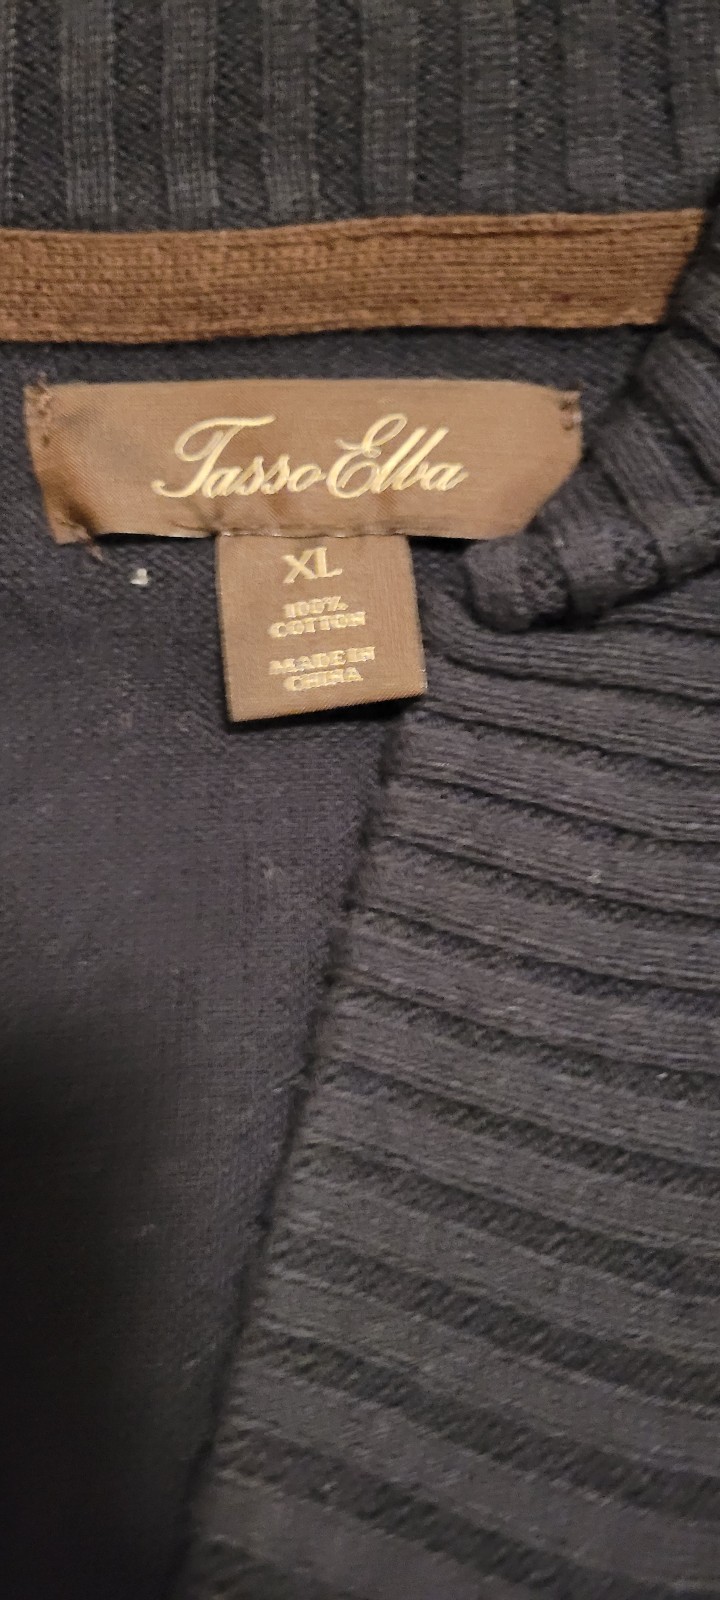 Tasso Elba
XL
100%
COTTON
MADE IN
CHINA